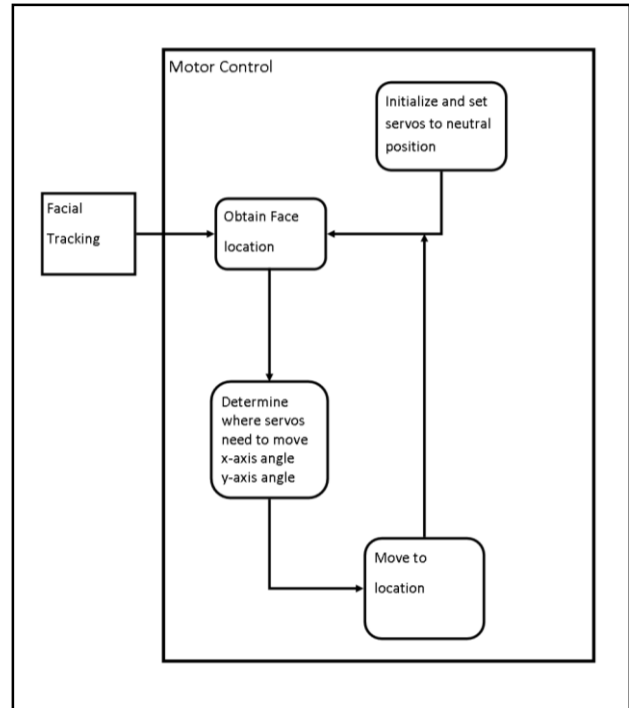 Motor Control
Initialize and set
servos to neutral
position
Facial
Tracking
Obtain Face
location
Determine
where servos
need to move
x-axis angle
y-axis angle
Move to
location